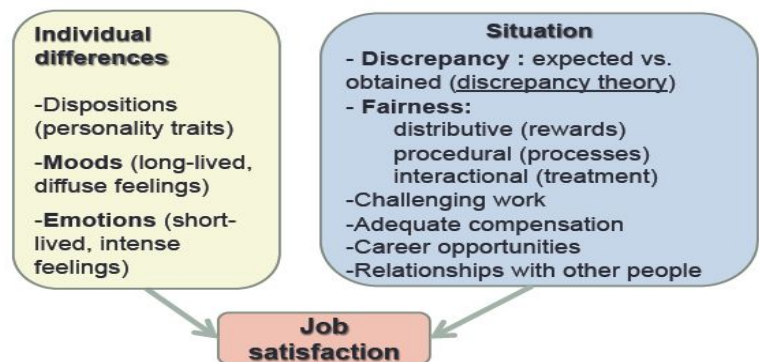 Individual
differences
-Dispositions
(personality traits)
-Moods (long-lived,
diffuse feelings)
-Emotions (short-
lived, intense
feelings)
Situation
- Discrepancy : expected vs.
obtained (discrepancy theory)
- Fairness:
distributive (rewards)
procedural (processes)
interactional (treatment)
-Challenging work
-Adequate compensation
-Career opportunities
-Relationships with other people
Job
satisfaction